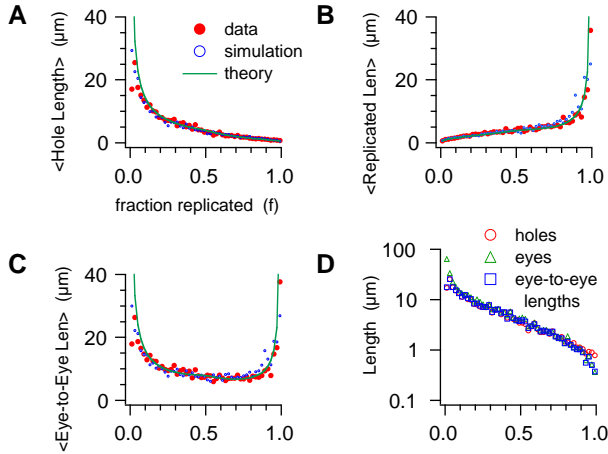 A
data
simulation
theory
<Hole Length> (μm)
40
20
0
0.0 0.5 1.0
fraction replicated (f)
B
<Replicated Len> (μm)
40
20
0
0.0 0.5 1.0
C
<Eye-to-Eye Len> (μm)
40
20
0
0.0 0.5 1.0
D
holes
eyes
eye-to-eye
lengths
Length (μm)
100
10
1
0.1
0.0 0.5 1.0